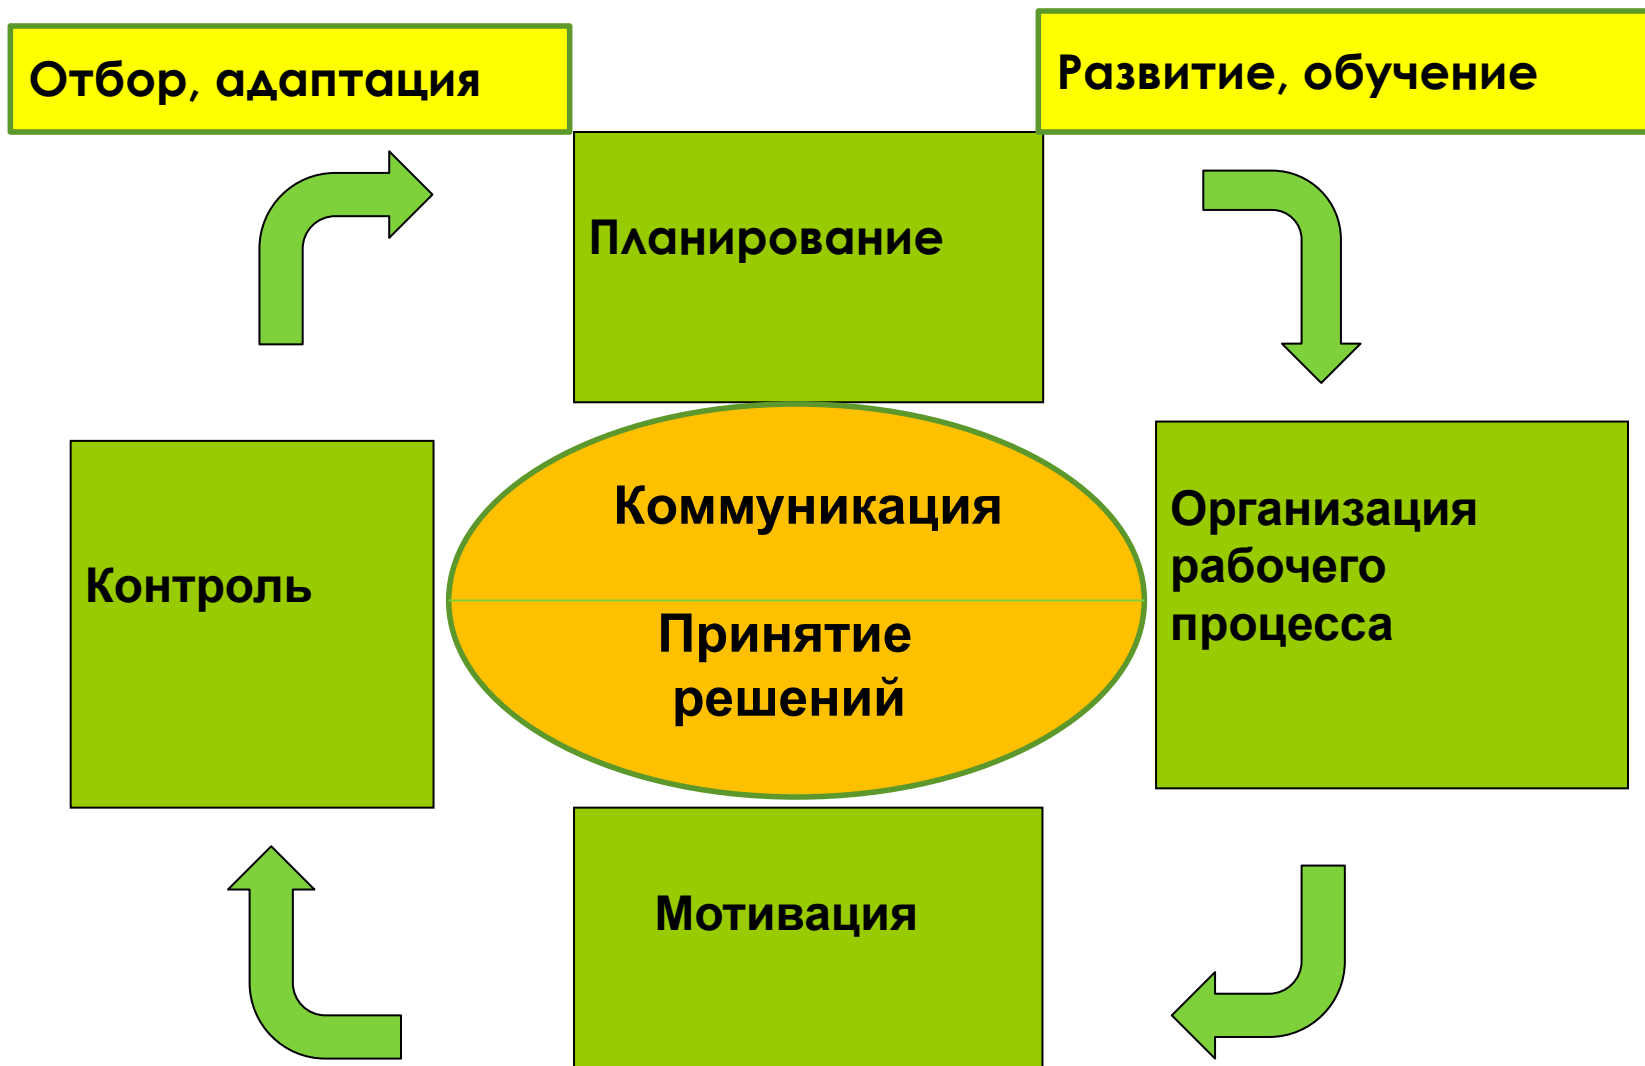 Отбор, адаптация
Развитие, обучение
Планирование
Коммуникация
Принятие
решений
Контроль
Организация
рабочего
процесса
Мотивация